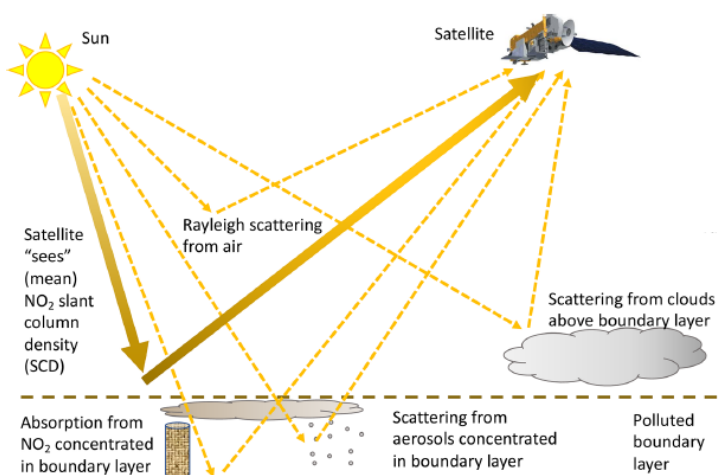 Sun
Satellite
Rayleigh scattering
from air
Satellite
“sees”
(mean)
NO₂ slant
column
density
(SCD)
Scattering from clouds
above boundary layer
Absorption from
NO₂ concentrated
in boundary layer
Scattering from
aerosols concentrated
in boundary layer
Polluted
boundary
layer